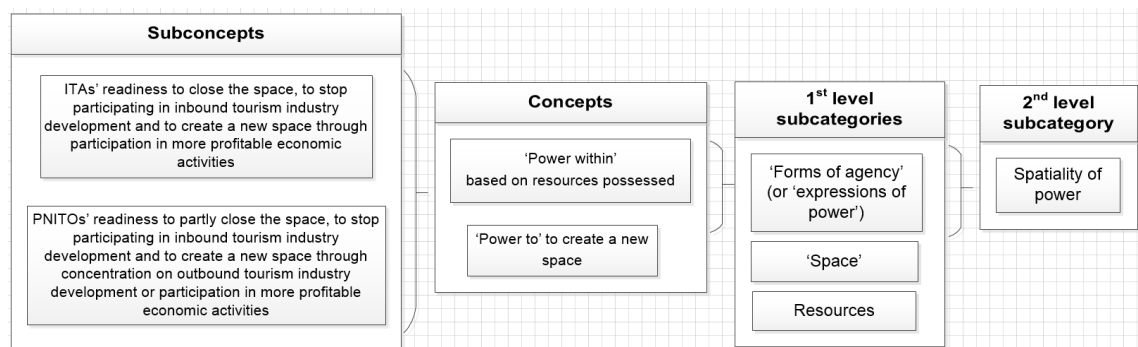 Subconcepts
ITAs’ readiness to close the space, to stop
participating in inbound tourism industry
development and to create a new space through
participation in more profitable economic
activities
PNITOs’ readiness to partly close the space, to stop
participating in inbound tourism industry
development and to create a new space through
concentration on outbound tourism industry
development or participation in more profitable
economic activities
Concepts
‘Power within’
based on resources possessed
‘Power to’ to create a new
space
1st level
subcategories
‘Forms of agency’
(or ‘expressions of
power’)
‘Space’
Resources
2nd level
subcategory
Spatiality of
power